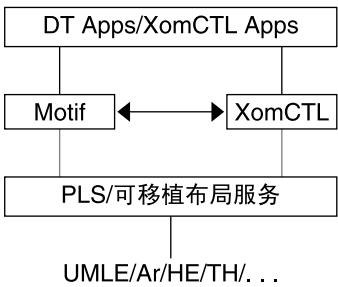 DT Apps/XomCTL Apps
Motif
XomCTL
PLS/可移植布局服务
UMLE/Ar/HE/TH/. . .